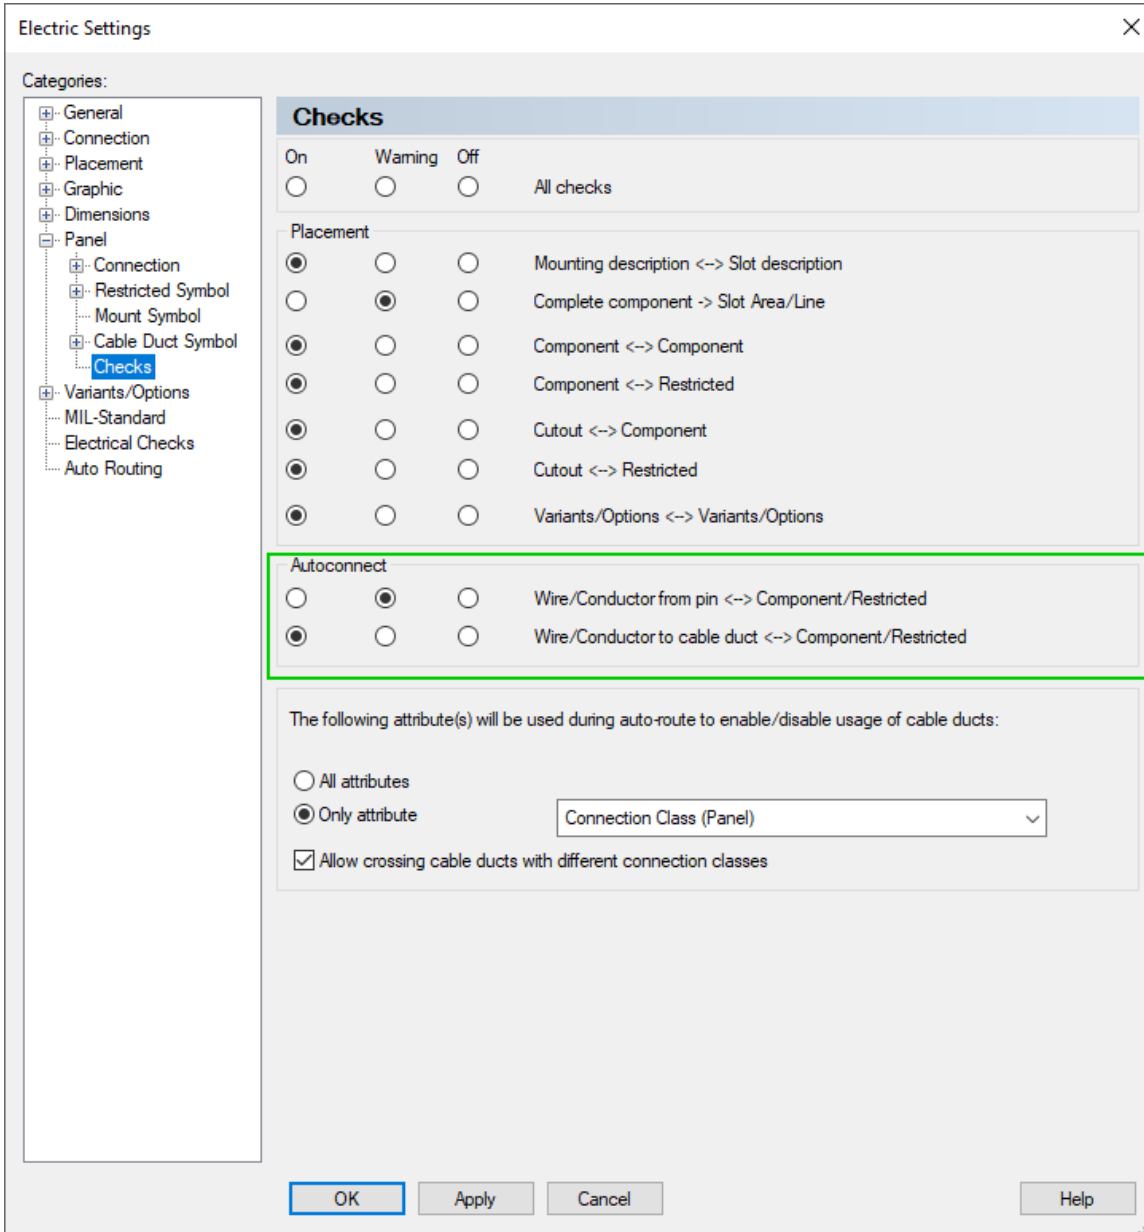 Electric Settings
Categories:
General
Connection
Placement
Graphic
Dimensions
Panel
Connection
Restricted Symbol
Mount Symbol
Cable Duct Symbol
Checks
Variants/Options
MIL-Standard
Electrical Checks
Auto Routing
Checks
On Warning Off
All checks
Placement
Mounting description <--> Slot description
Complete component -> Slot Area/Line
Component <--> Component
Component <--> Restricted
Cutout <--> Component
Cutout <--> Restricted
Variants/Options <--> Variants/Options
Autoconnect
Wire/Conductor from pin <--> Component/Restricted
Wire/Conductor to cable duct <--> Component/Restricted
The following attribute(s) will be used during auto-route to enable/disable usage of cable ducts:
All attributes
Only attribute Connection Class (Panel)
Allow crossing cable ducts with different connection classes
OK Apply Cancel Help